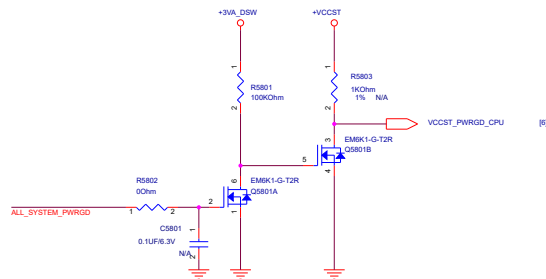 +3VA_DSW
+VCCST
1
R5801
100KOhm
2
1
R5803
1KOhm
1% N/A
2
VCCST_PWRGD_CPU [6]
3
EM6K1-G-T2R
5
Q5801B
4
6
EM6K1-G-T2R
R5802
0Ohm
2
Q5801A
ALL_SYSTEM_PWRGD
1 2
1
1
C5801
0.1UF/6.3V
N/A
2